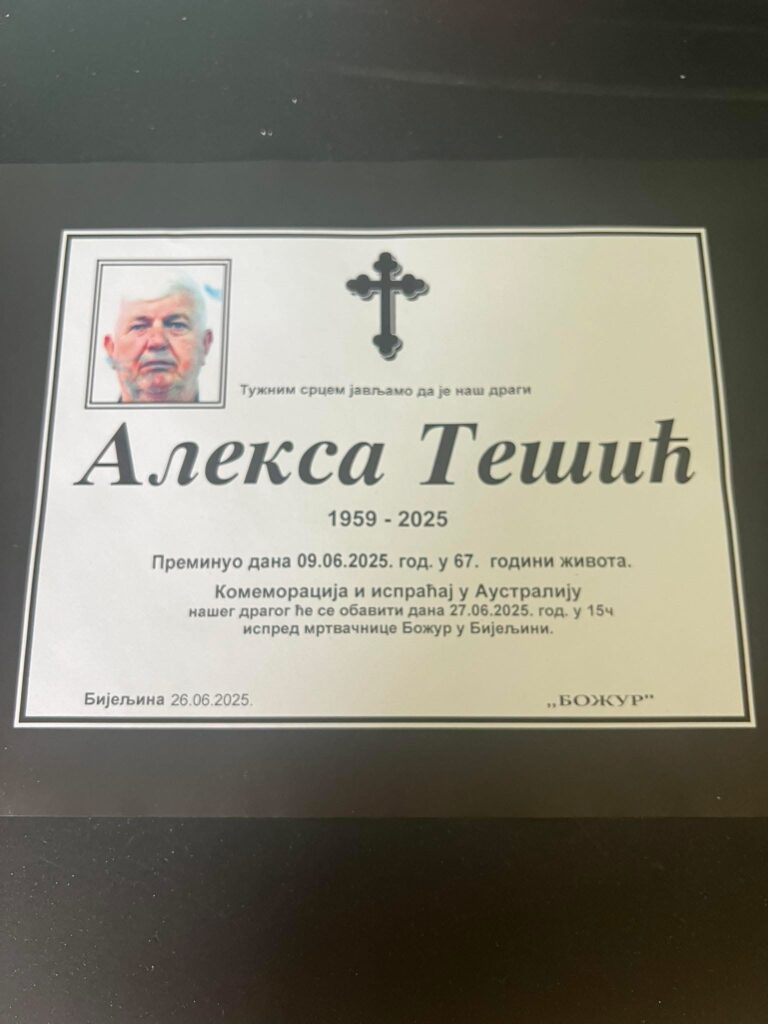 Тужним срцем јављамо да је наш драги
Алекса Тешић
1959 - 2025
Преминуо дана 09.06.2025. год. у 67. години живота.
Комеморација и испраћај у Аустралију
нашег драгог ће се обавити дана 27.06.2025. год. у 15ч
испред мртвачнице Божур у Бијељини.
Бијељина 26.06.2025.
„БОЖУР"